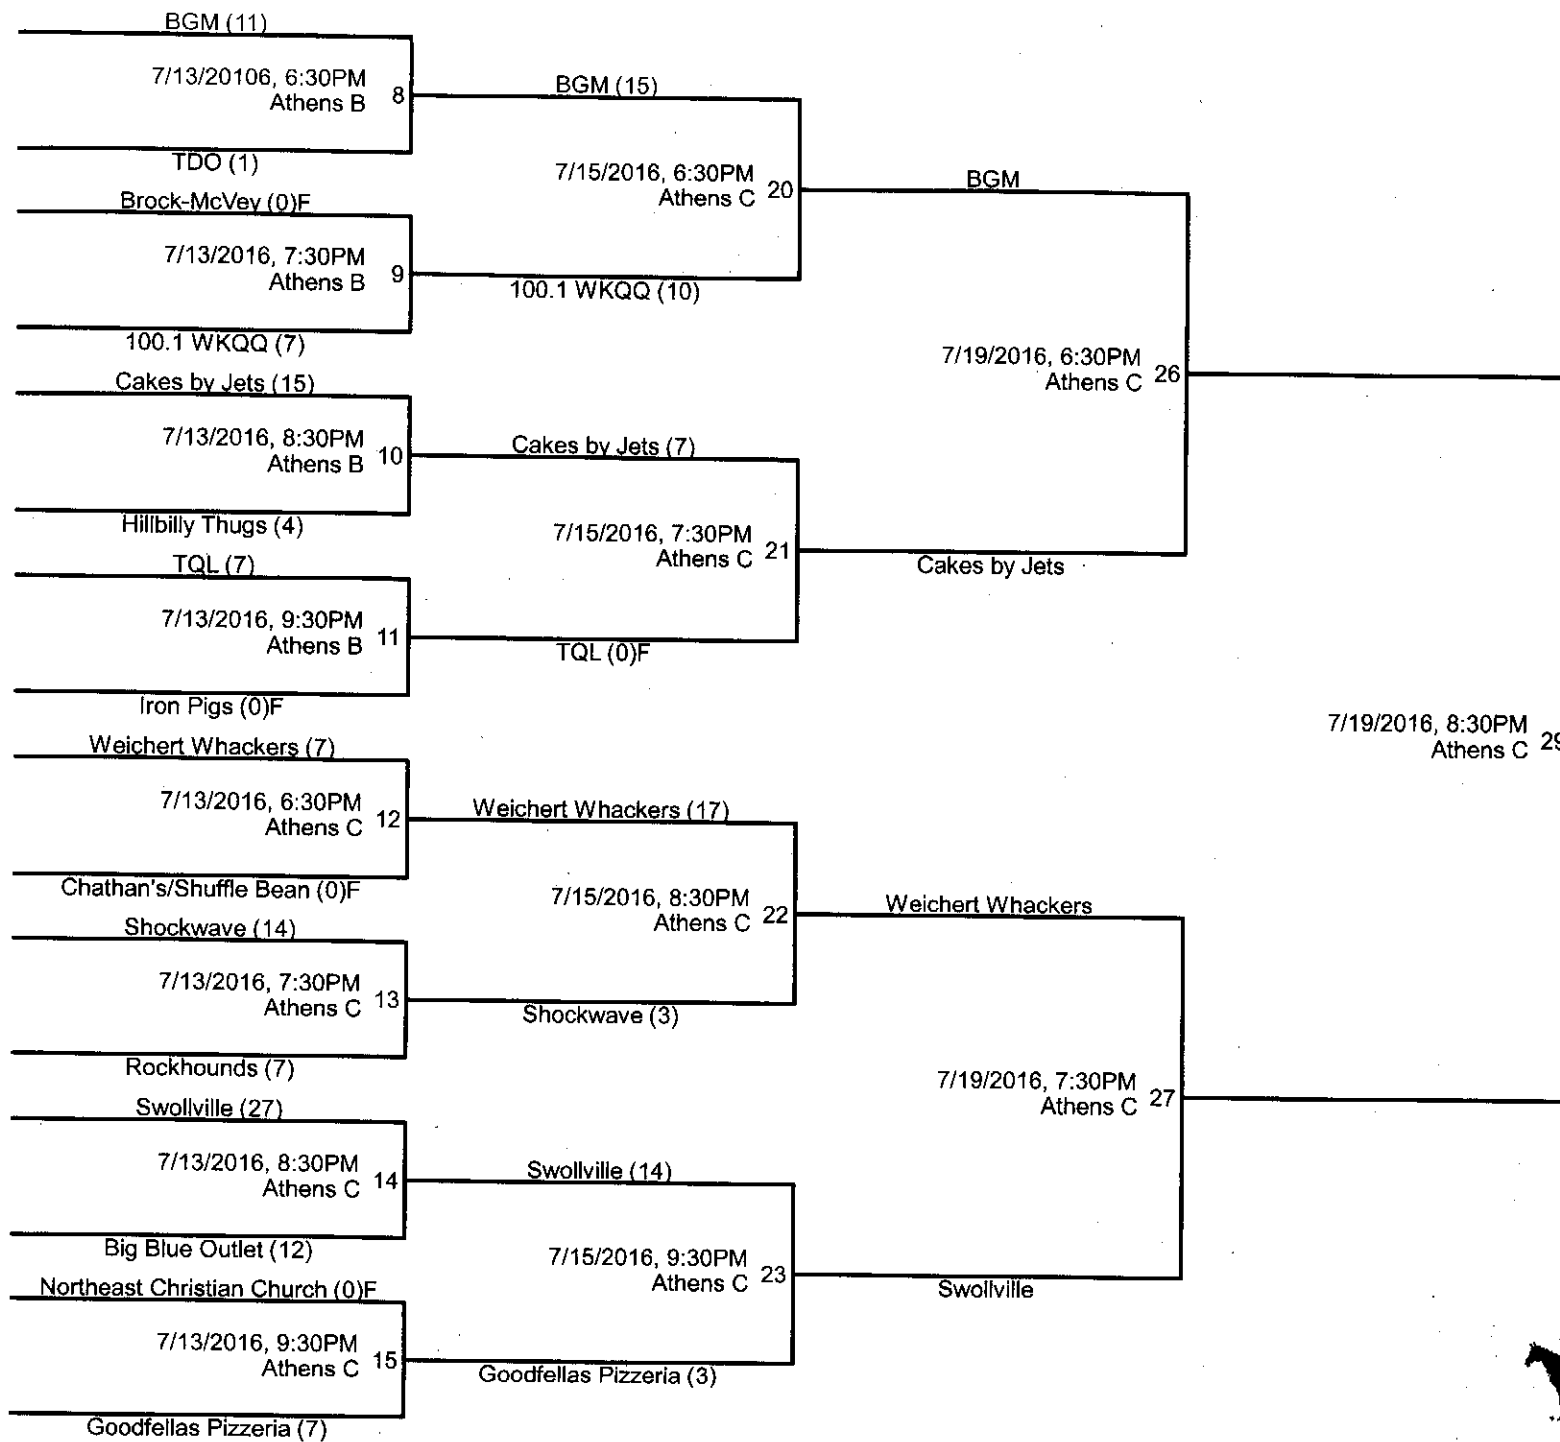 BGM (11)
7/13/20106, 6:30PM
Athens B 8
TDO (1)
Brock-McVey (0)F
7/13/2016, 7:30PM
Athens B 9
100.1 WKQQ (7)
Cakes by Jets (15)
7/13/2016, 8:30PM
Athens B 10
Hillbilly Thugs (4)
TQL (7)
7/13/2016, 9:30PM
Athens B 11
Iron Pigs (0)F
Weichert Whackers (7)
7/13/2016, 6:30PM
Athens C 12
Chathan's/Shuffle Bean (0)F
Shockwave (14)
7/13/2016, 7:30PM
Athens C 13
Rockhounds (7)
Swollville (27)
7/13/2016, 8:30PM
Athens C 14
Big Blue Outlet (12)
Northeast Christian Church (0)F
7/13/2016, 9:30PM
Athens C 15
Goodfellas Pizzeria (7)
BGM (15)
7/15/2016, 6:30PM
Athens C 20
100.1 WKQQ (10)
Cakes by Jets (7)
7/15/2016, 7:30PM
Athens C 21
TQL (0)F
Weichert Whackers (17)
7/15/2016, 8:30PM
Athens C 22
Shockwave (3)
Swollville (14)
7/15/2016, 9:30PM
Athens C 23
Goodfellas Pizzeria (3)
BGM
7/19/2016, 6:30PM
Athens C 26
Cakes by Jets
Weichert Whackers
7/19/2016, 7:30PM
Athens C 27
Swollville
7/19/2016, 8:30PM
Athens C 29